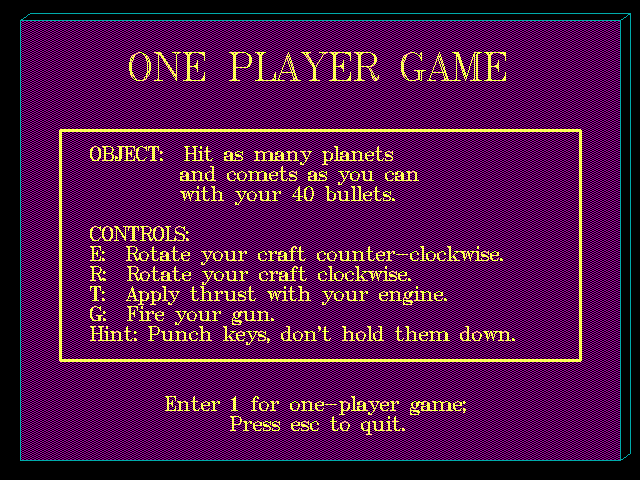 ONE PLAYER GAME
OBJECT: Hit as many planets
and comets as you can
with your 40 bullets.
CONTROLS:
E: Rotate your craft counter-clockwise.
R: Rotate your craft clockwise.
T: Apply thrust with your engine.
G: Fire your gun.
Hint: Punch keys, don't hold them down.
Enter 1 for one-player game;
Press esc to quit.